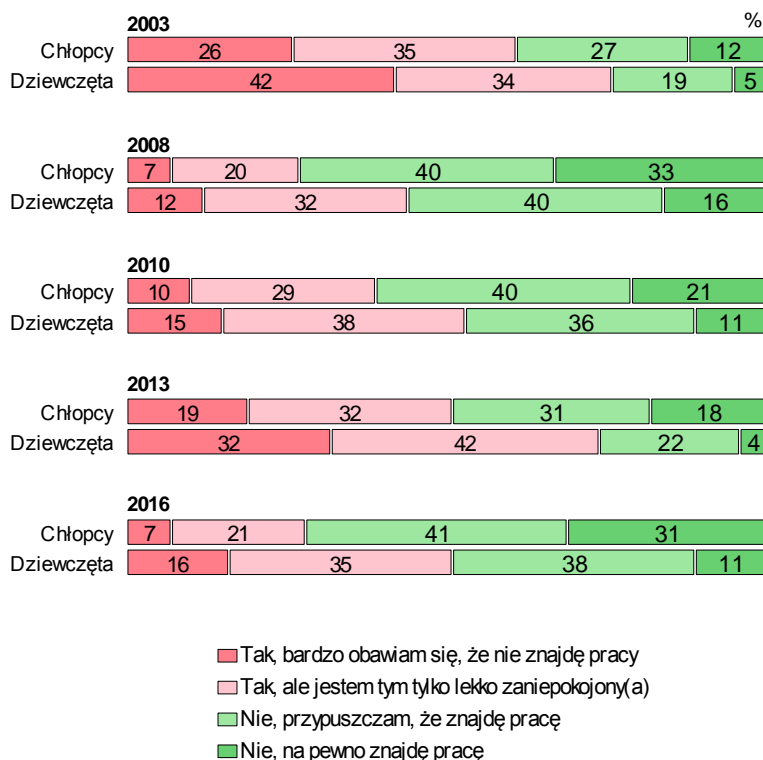 2003 %
Chłopcy 26 35 27 12
Dziewczęta 42 34 19 5
2008
Chłopcy 7 20 40 33
Dziewczęta 12 32 40 16
2010
Chłopcy 10 29 40 21
Dziewczęta 15 38 36 11
2013
Chłopcy 19 32 31 18
Dziewczęta 32 42 22 4
2016
Chłopcy 7 21 41 31
Dziewczęta 16 35 38 11
Tak, bardzo obawiam się, że nie znajdę pracy
Tak, ale jestem tym tylko lekko zaniepokojony(a)
Nie, przypuszczam, że znajdę pracę
Nie, na pewno znajdę pracę